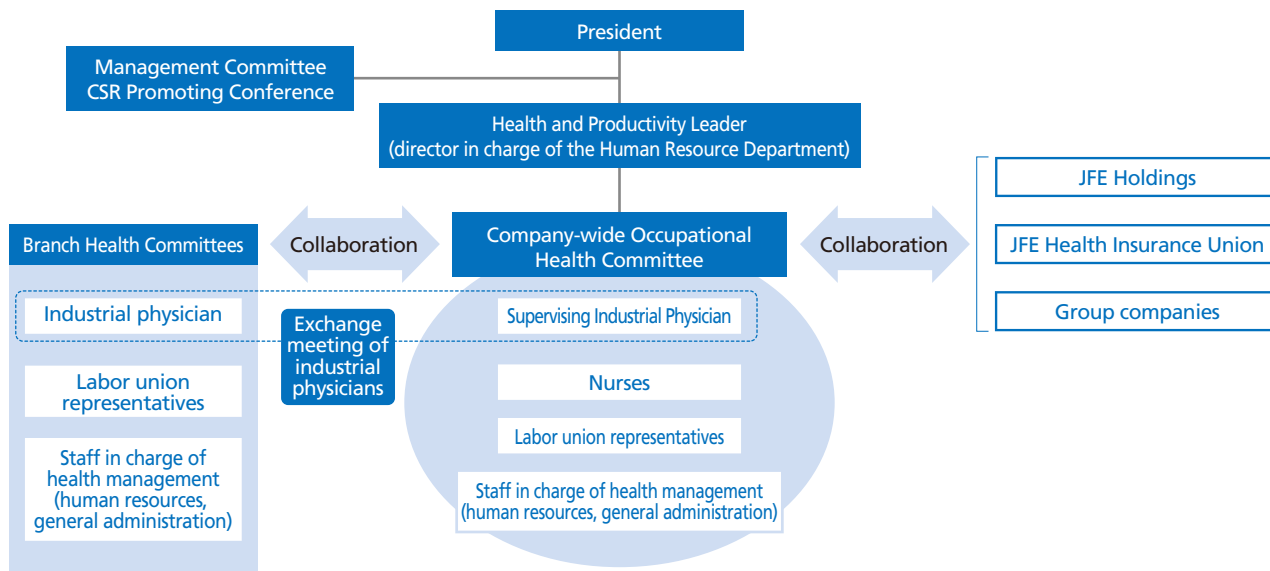 President
Management Committee
CSR Promoting Conference
Health and Productivity Leader
(director in charge of the Human Resource Department)
Branch Health Committees
Collaboration
Company-wide Occupational
Health Committee
Collaboration
JFE Holdings
JFE Health Insurance Union
Group companies
Industrial physician
Exchange
meeting of
industrial
physicians
Supervising Industrial Physician
Labor union
representatives
Nurses
Labor union representatives
Staff in charge of
health management
(human resources,
general administration)
Staff in charge of health management
(human resources, general administration)